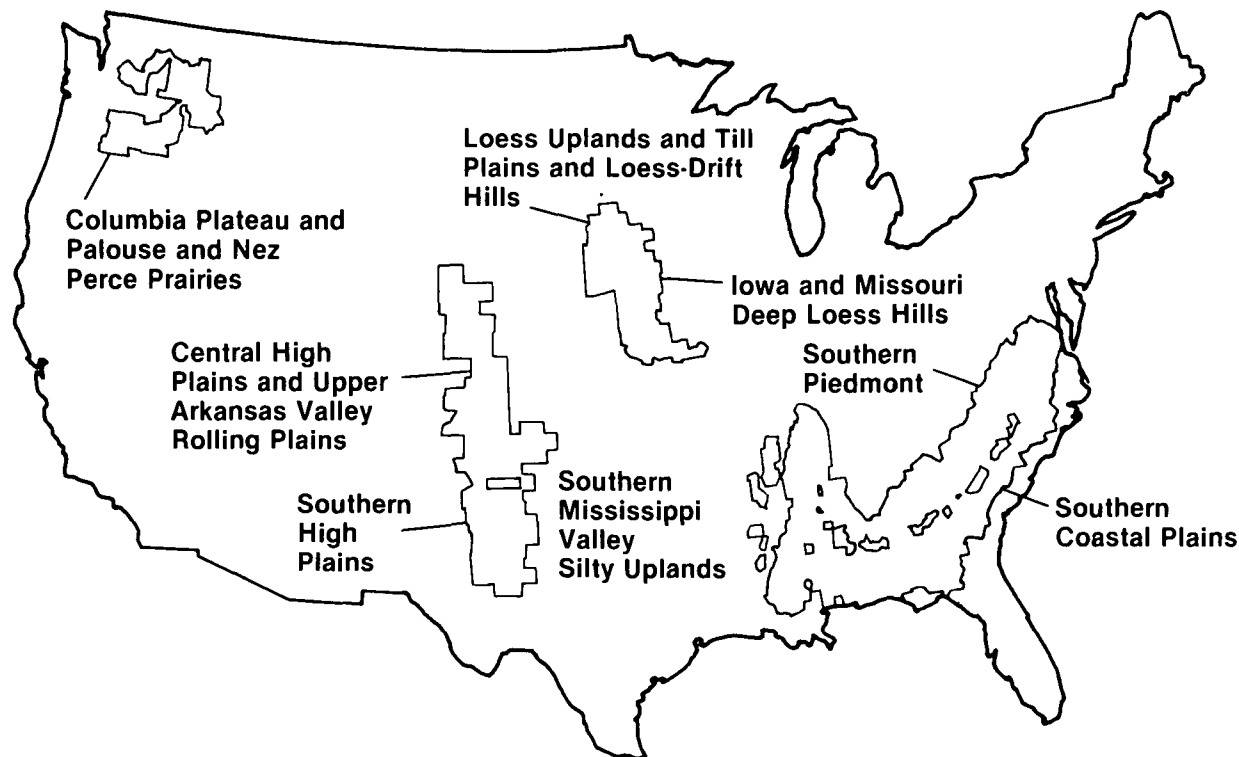 Loess Uplands and Till
Plains and Loess-Drift
Hills
Columbia Plateau and
Palouse and Nez
Perce Prairies
Iowa and Missouri
Deep Loess Hills
Central High
Plains and Upper
Arkansas Valley
Rolling Plains
Southern
Piedmont
Southern
High
Plains
Southern
Mississippi
Valley
Silty Uplands
Southern
Coastal Plains